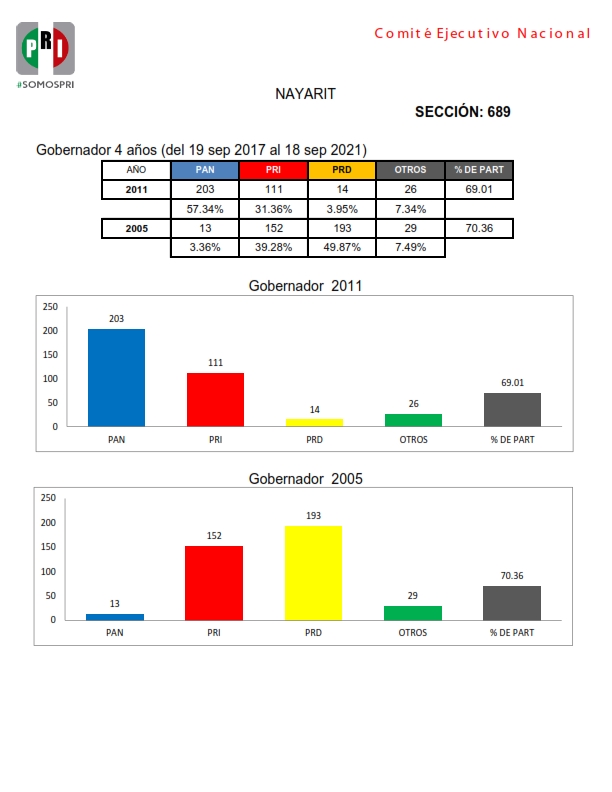 Comité Ejecutivo Nacional
PRI
#SOMOSPRI
NAYARIT
SECCIÓN: 689
Gobernador 4 años (del 19 sep 2017 al 18 sep 2021)
AÑO PAN PRI PRD OTROS % DE PART
2011 203 111 14 26 69.01
57.34% 31.36% 3.95% 7.34%
2005 13 152 193 29 70.36
3.36% 39.28% 49.87% 7.49%
Gobernador 2011
250
200
150
100
50
0
203
111
14
26
69.01
PAN PRI PRD OTROS % DE PART
Gobernador 2005
250
200
150
100
50
0
13
152
193
29
70.36
PAN PRI PRD OTROS % DE PART